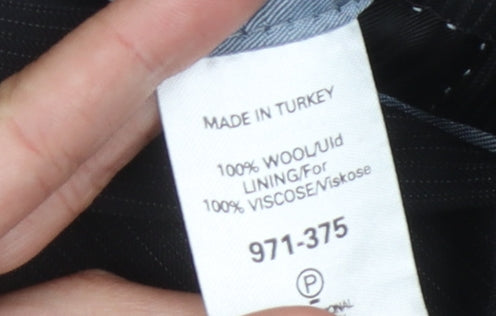 MADE IN TURKEY
100% WOOL/Uld
LINING/For
100% VISCOSE/Viskose
971-375
P